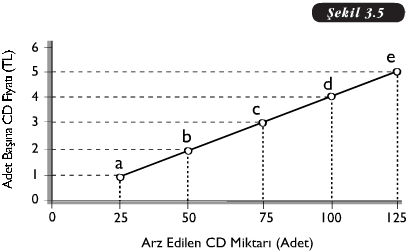 Şekil 3.5
Adet Başına CD Fiyatı (TL)
6
5
4
3
2
1
0
a
b
c
d
e
0 25 50 75 100 125
Arz Edilen CD Miktarı (Adet)